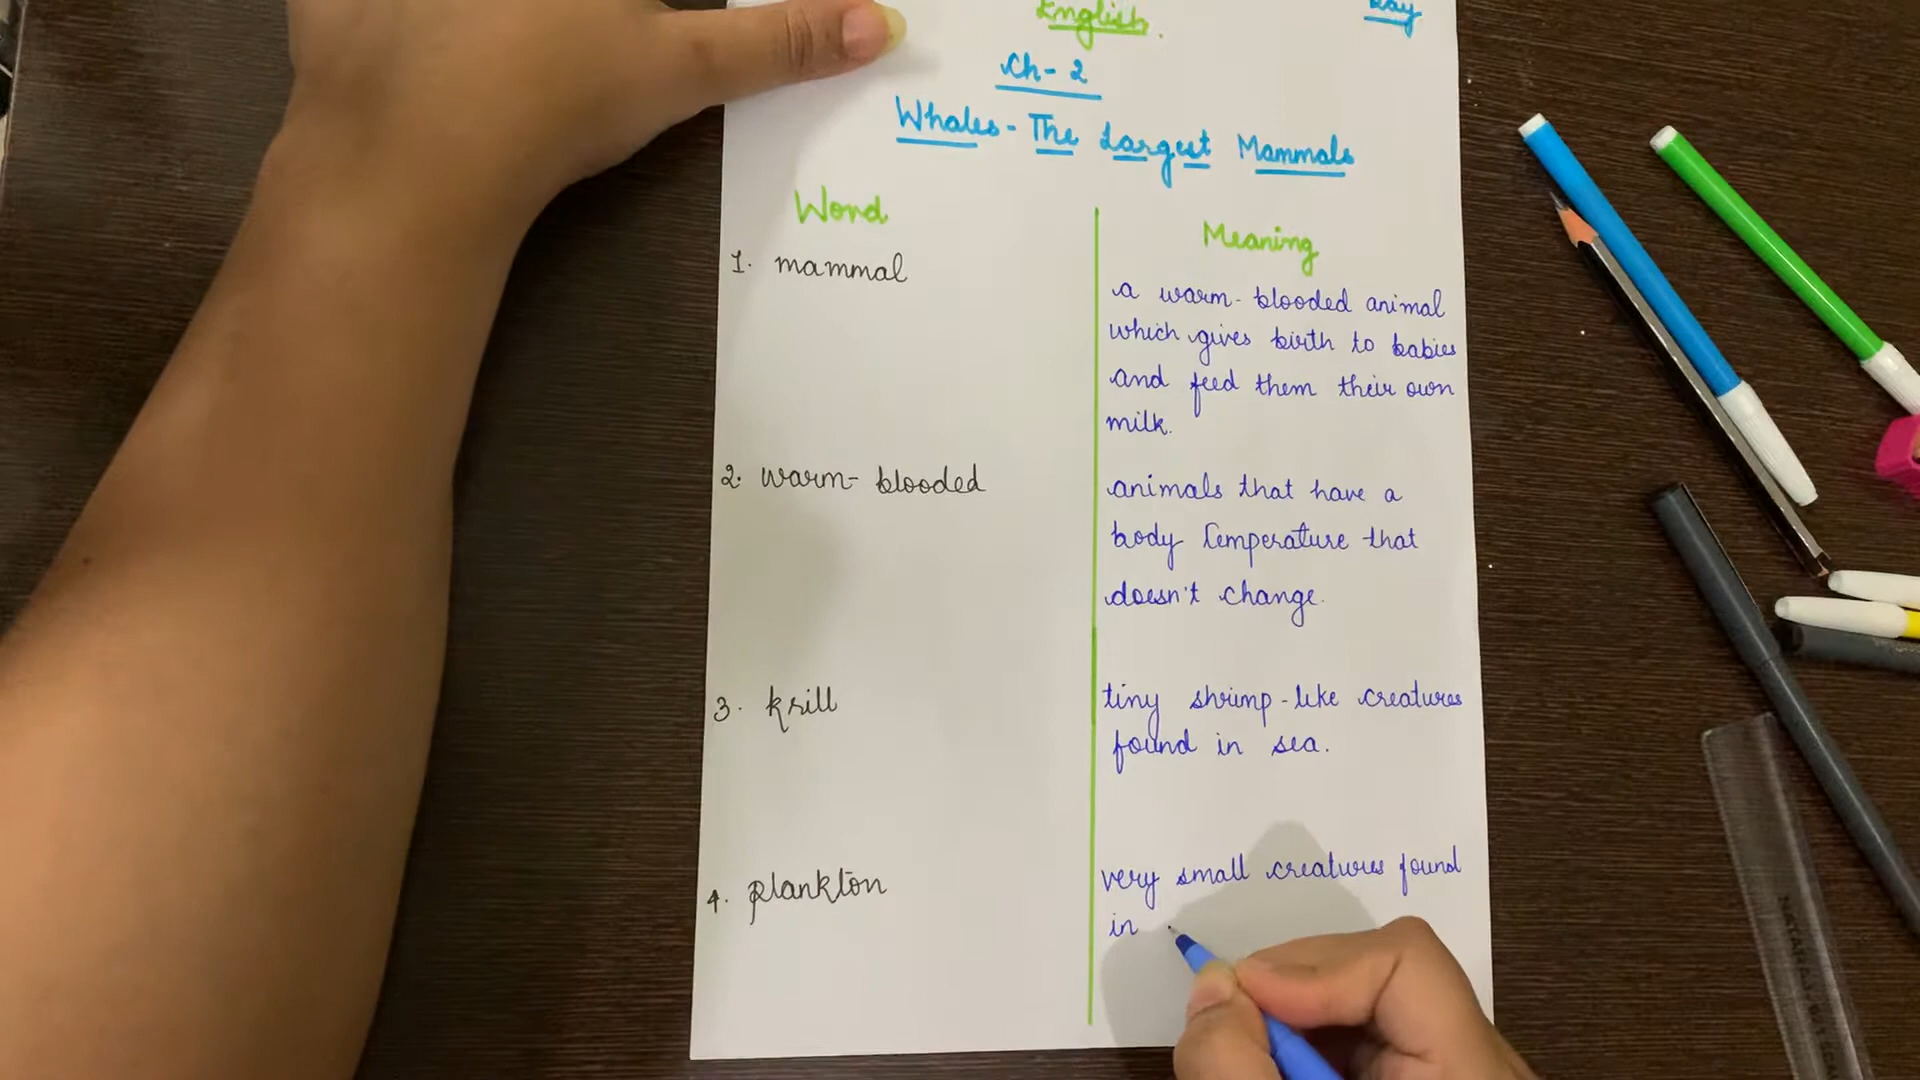 English.
Day
Ch-2
Whales - The Largest Mammals
Word
Meaning
1. mammal
a warm-blooded animal
which gives birth to babies
and feed them their own
milk.
2. warm-blooded
animals that have a
body temperature that
doesn't change.
3. krill
tiny shrimp-like creatures
found in sea.
4. plankton
very small creatures found
in